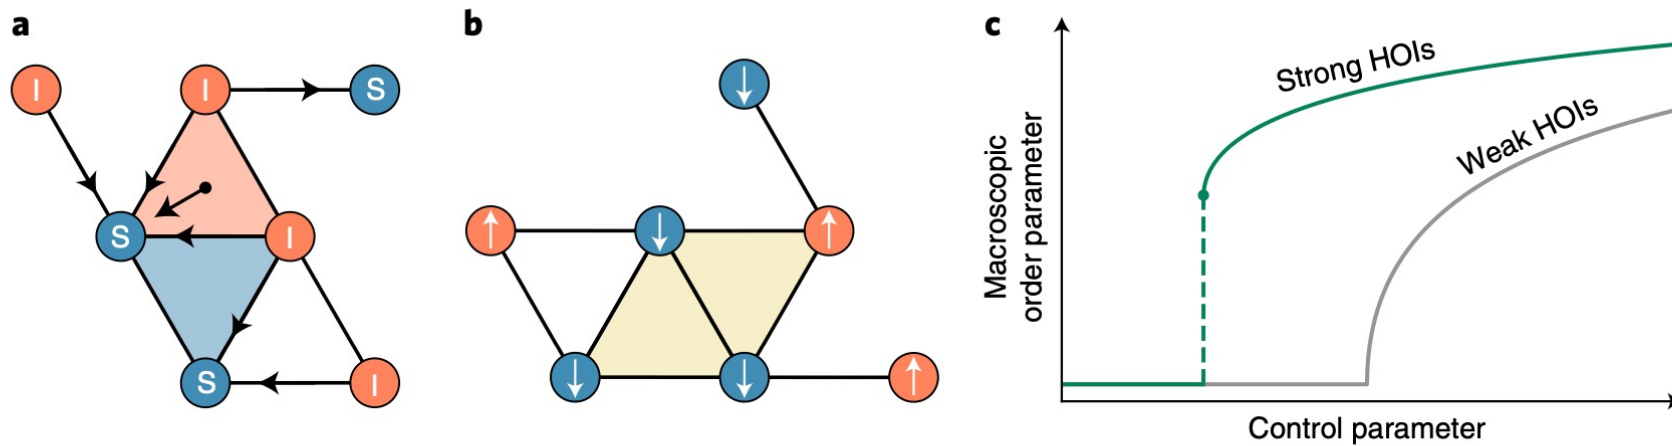 a
I
I
S
S
I
S
I
b
↓
↑
↓
↑
↓
↓
↑
c
Strong HOIs
Weak HOIs
Macroscopic
order parameter
Control parameter